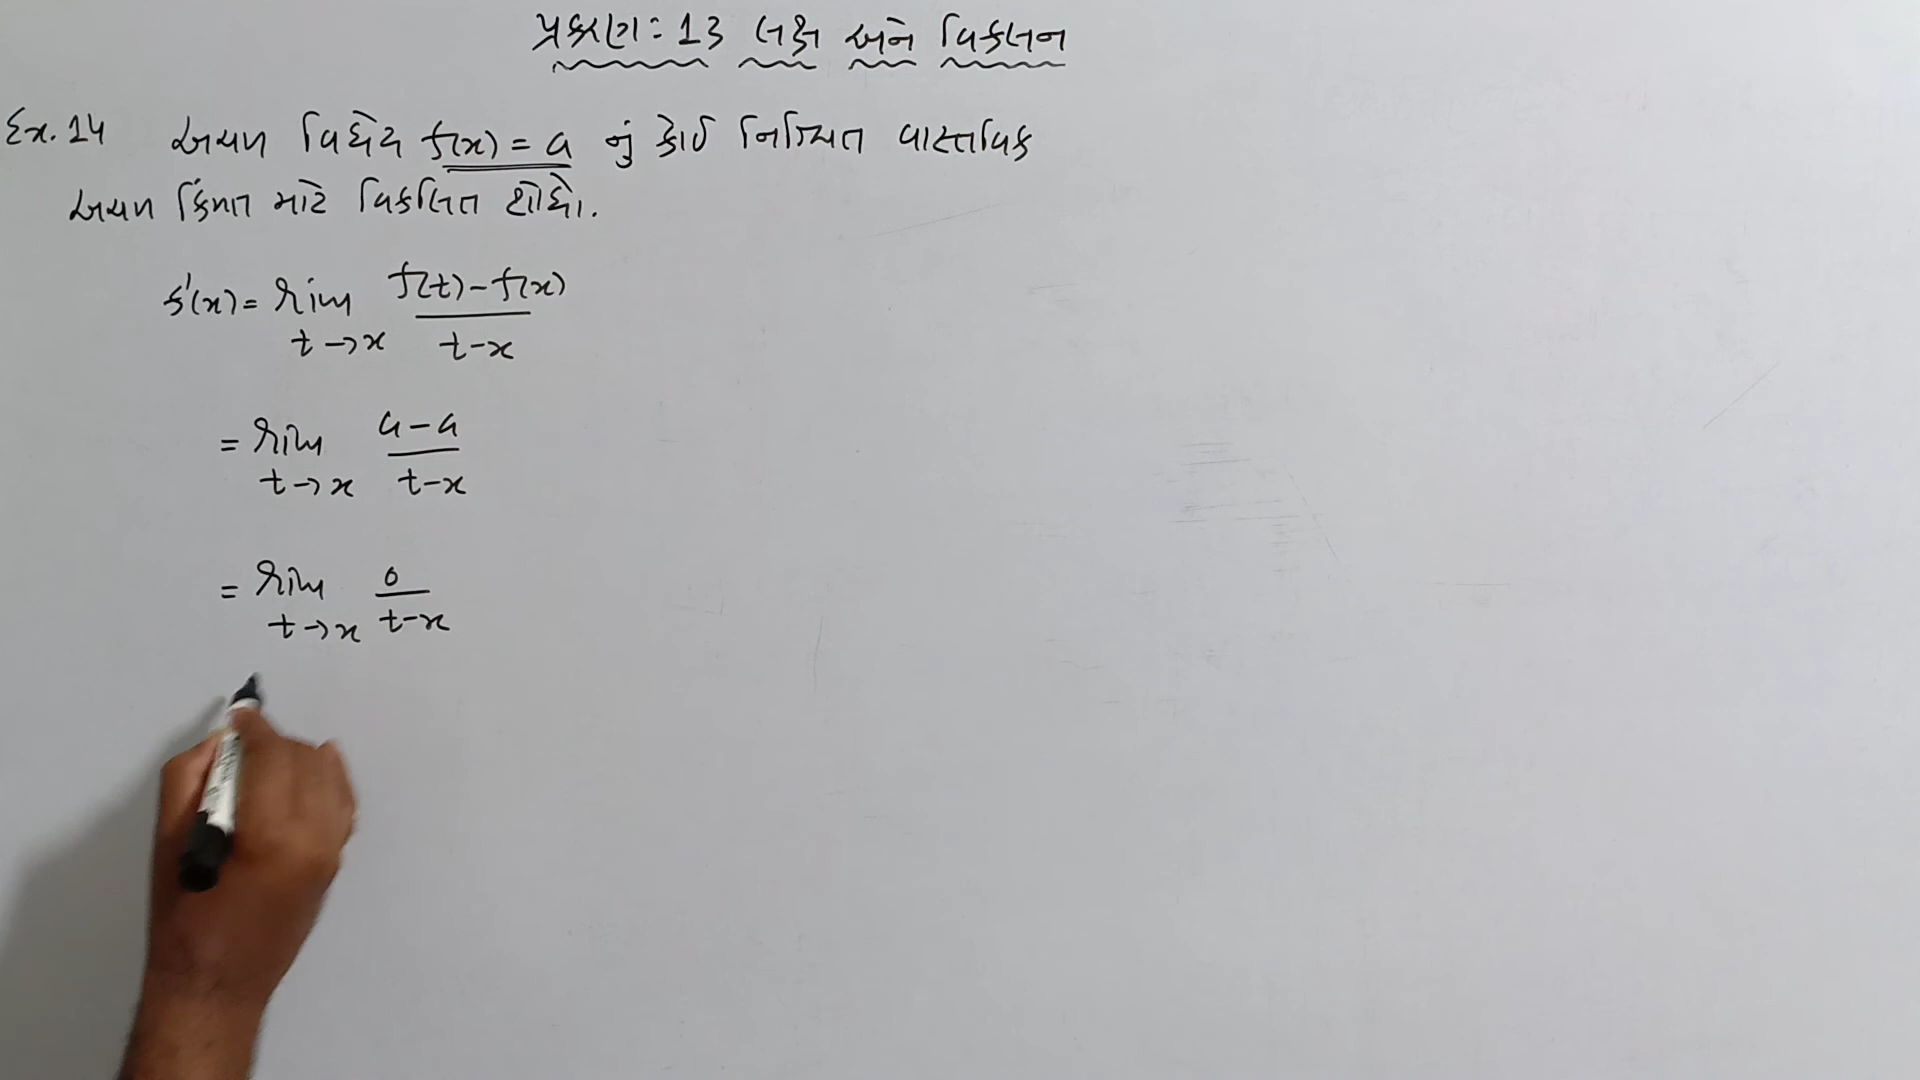 પ્રકરણ : 13 લક્ષ અને વિકલન
Ex. 14 અચળ વિધેય f(x) = a નું કોઈ નિશ્ચિત વાસ્તવિક
અચળ કિંમત માટે વિકલિત શોધો.
f'(x) = lim t→x f(t) - f(x) / t - x
= lim t→x a - a / t - x
= lim t→x 0 / t - x